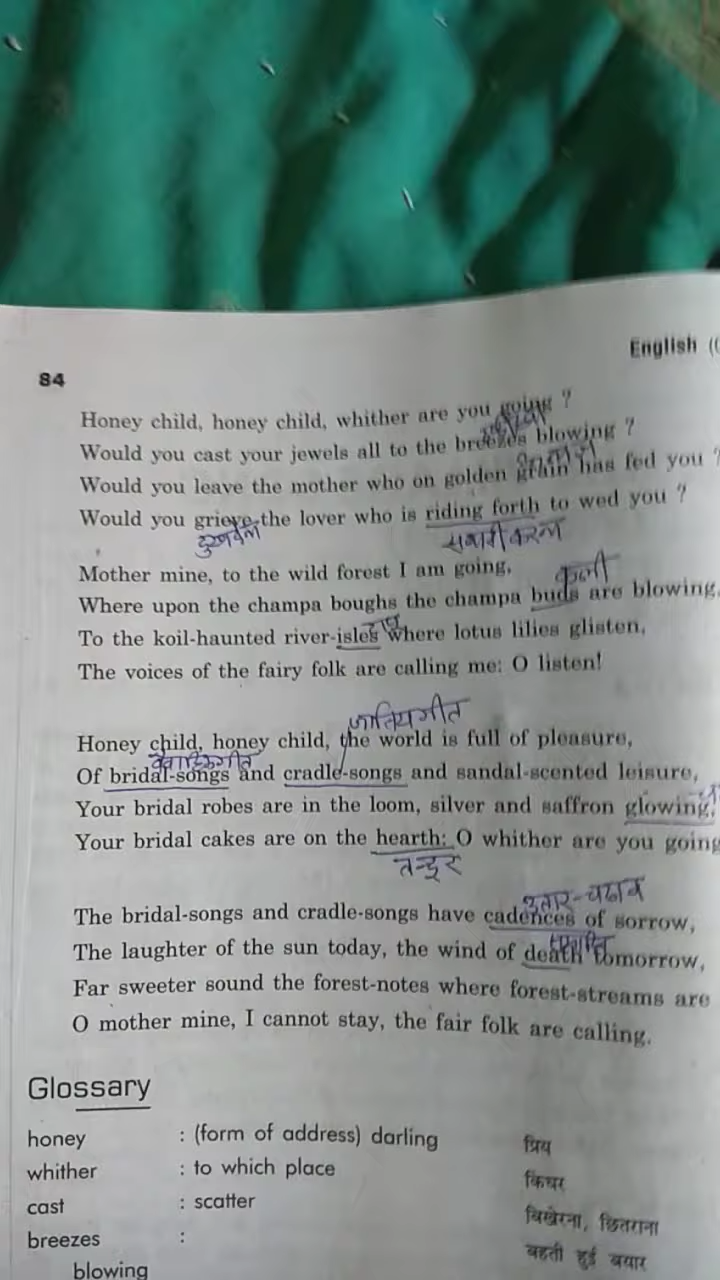 84
English (
Honey child, honey child, whither are you going ?
Would you cast your jewels all to the breezes blowing ?
Would you leave the mother who on golden grain has fed you ?
Would you grieve the lover who is riding forth to wed you ?
सवारी करना
Mother mine, to the wild forest I am going,
कली
Where upon the champa boughs the champa buds are blowing,
To the koil-haunted river-isles where lotus lilies glisten,
The voices of the fairy folk are calling me: O listen!
Honey child, honey child, the world is full of pleasure,
Of bridal-songs and cradle-songs and sandal-scented leisure,
Your bridal robes are in the loom, silver and saffron glowing,
Your bridal cakes are on the hearth: O whither are you going
तन्दूर
उतार-चढाव
The bridal-songs and cradle-songs have cadences of sorrow,
The laughter of the sun today, the wind of death tomorrow,
Far sweeter sound the forest-notes where forest-streams are
O mother mine, I cannot stay, the fair folk are calling.
Glossary
honey : (form of address) darling प्रिय
whither : to which place किधर
cast : scatter बिखेरना, छितराना
breezes : बहती हुई बयार
blowing